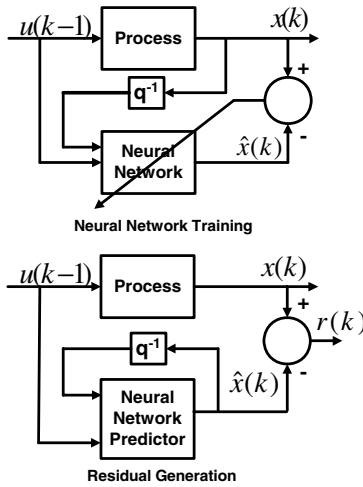 u(k−1) Process x(k)
+
q⁻¹
Neural Network x̂(k) -
Neural Network Training
u(k−1) Process x(k)
+
r(k)
q⁻¹
-
x̂(k)
Neural
Network
Predictor
Residual Generation